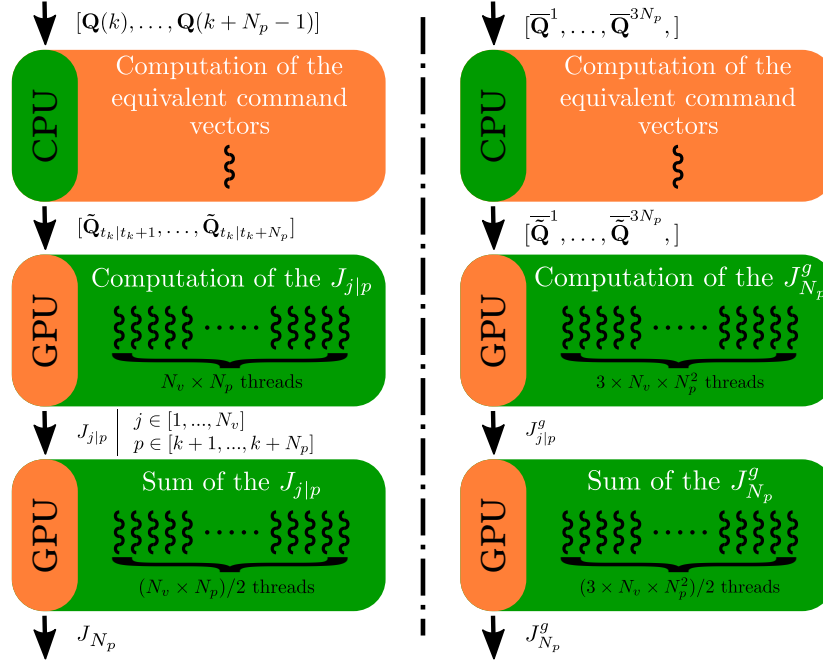 [Q(k), . . . , Q(k + N_p − 1)]
CPU
Computation of the
equivalent command
vectors
[Q̃_{t_k|t_k+1}, . . . , Q̃_{t_k|t_k+N_p}]
GPU
Computation of the J_{j|p}
· · · · ·
N_v × N_p threads
J_{j|p} | j ∈ [1, ..., N_v]
p ∈ [k + 1, ..., k + N_p]
GPU
Sum of the J_{j|p}
· · · · ·
(N_v × N_p)/2 threads
J_{N_p}
[Q̅^1, . . . , Q̅^{3N_p}, ]
CPU
Computation of the
equivalent command
vectors
[Q̃̅^1, . . . , Q̃̅^{3N_p}, ]
GPU
Computation of the J^g_{N_p}
· · · · ·
3 × N_v × N_p^2 threads
J^g_{j|p}
GPU
Sum of the J^g_{N_p}
· · · · ·
(3 × N_v × N_p^2)/2 threads
J^g_{N_p}